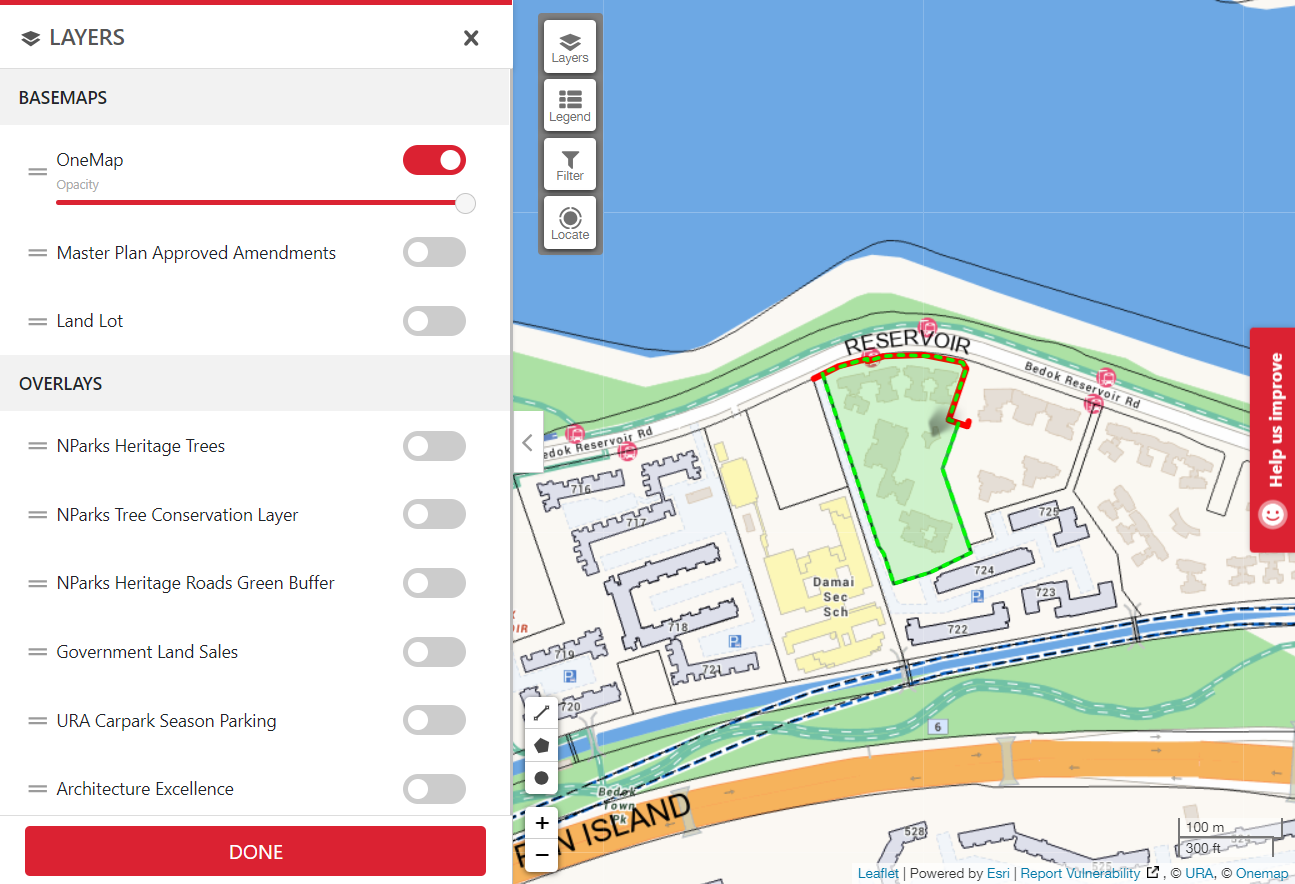 LAYERS
BASEMAPS
OneMap
Opacity
Master Plan Approved Amendments
Land Lot
OVERLAYS
NParks Heritage Trees
NParks Tree Conservation Layer
NParks Heritage Roads Green Buffer
Government Land Sales
URA Carpark Season Parking
Architecture Excellence
DONE
Layers
Legend
Filter
Locate
RESERVOIR
Bedok Reservoir Rd
edok Reservoir Rd
Help us improve
716
717
725
724
723
722
Damai
Sec
Sch
718
719
721
720
IR
6
Bedok
Town
Pk
AN ISLAND
528
100 m
300 ft
Leaflet | Powered by Esri | Report Vulnerability , © URA, © Onemap